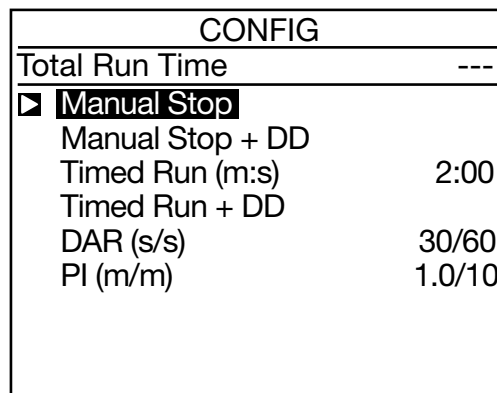 CONFIG
Total Run Time ---
Manual Stop
Manual Stop + DD
Timed Run (m:s) 2:00
Timed Run + DD
DAR (s/s) 30/60
PI (m/m) 1.0/10